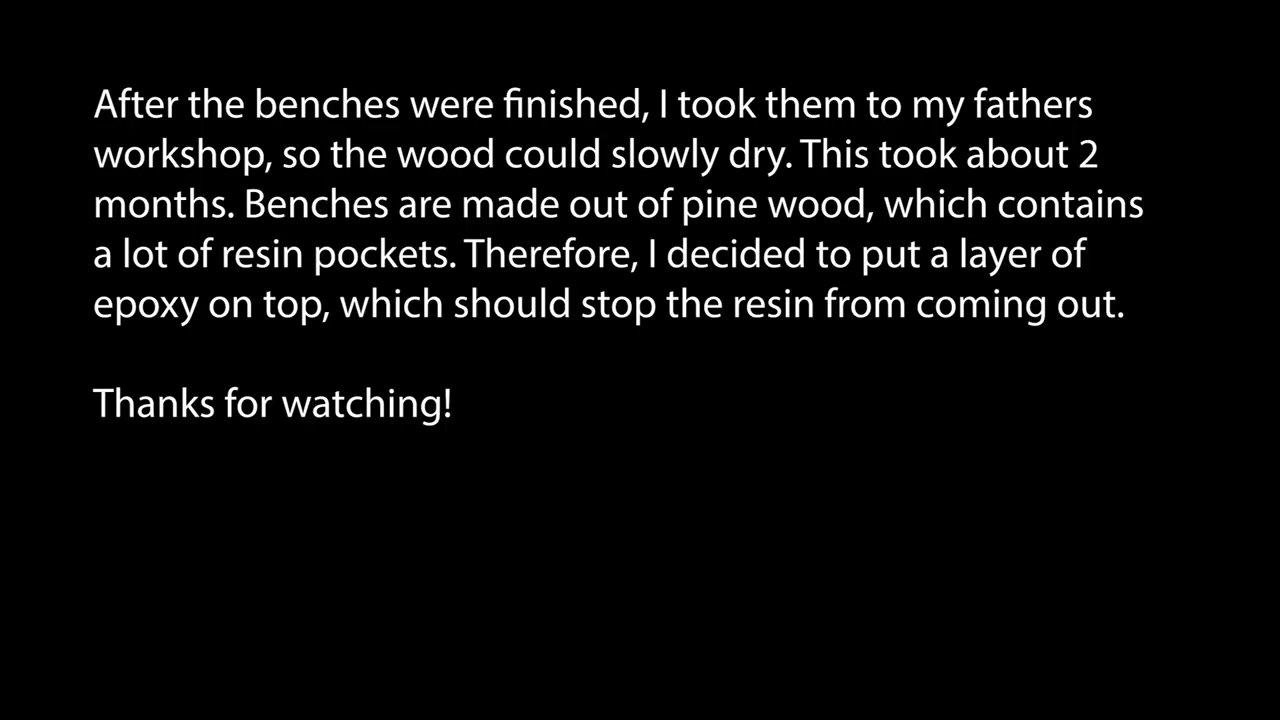 After the benches were finished, I took them to my fathers
workshop, so the wood could slowly dry. This took about 2
months. Benches are made out of pine wood, which contains
a lot of resin pockets. Therefore, I decided to put a layer of
epoxy on top, which should stop the resin from coming out.
Thanks for watching!